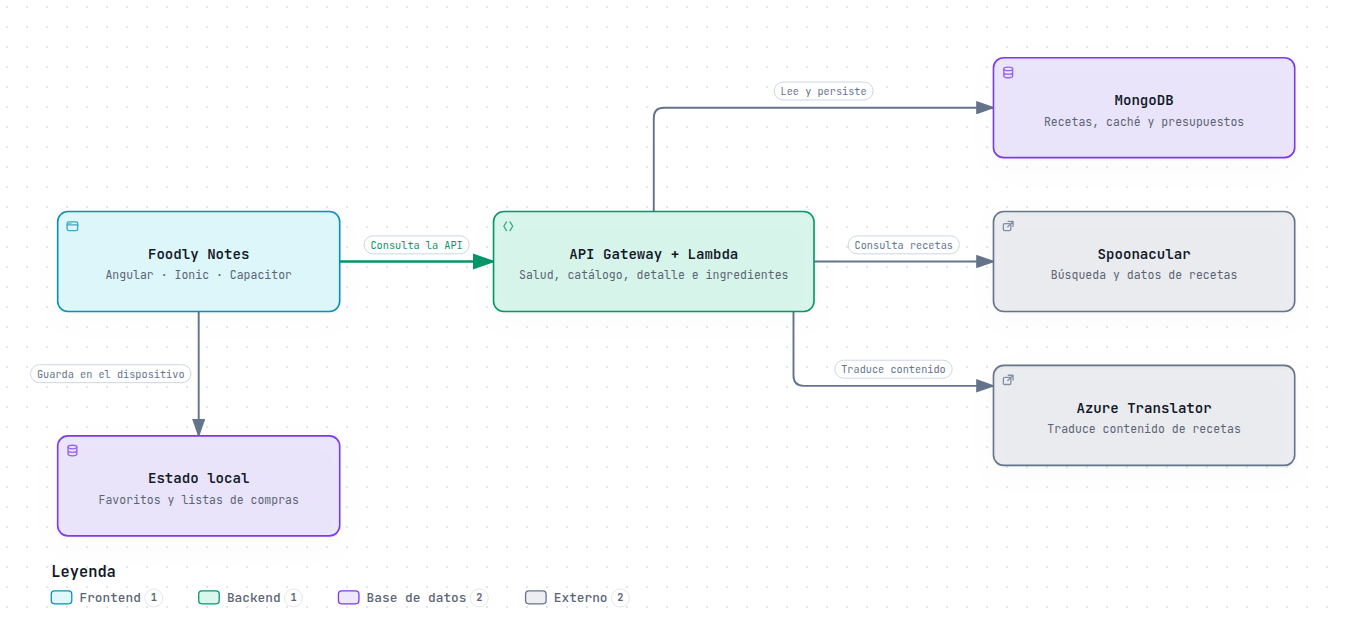 Lee y persiste
MongoDB
Recetas, caché y presupuestos
Foodly Notes
Angular · Ionic · Capacitor
Consulta la API
API Gateway + Lambda
Salud, catálogo, detalle e ingredientes
Consulta recetas
Spoonacular
Búsqueda y datos de recetas
Guarda en el dispositivo
Traduce contenido
Azure Translator
Traduce contenido de recetas
Estado local
Favoritos y listas de compras
Leyenda
Frontend 1 Backend 1 Base de datos 2 Externo 2